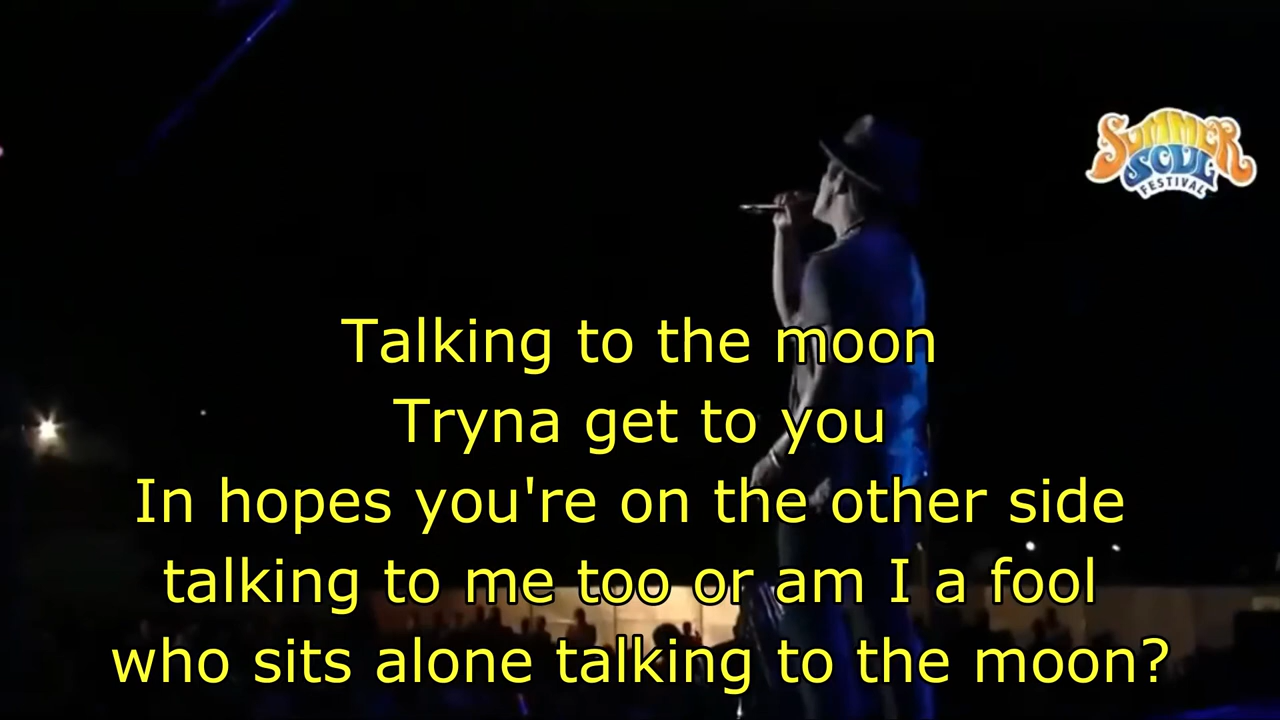 SUMMER
SOUL
FESTIVAL
Talking to the moon
Tryna get to you
In hopes you're on the other side
talking to me too or am I a fool
who sits alone talking to the moon?